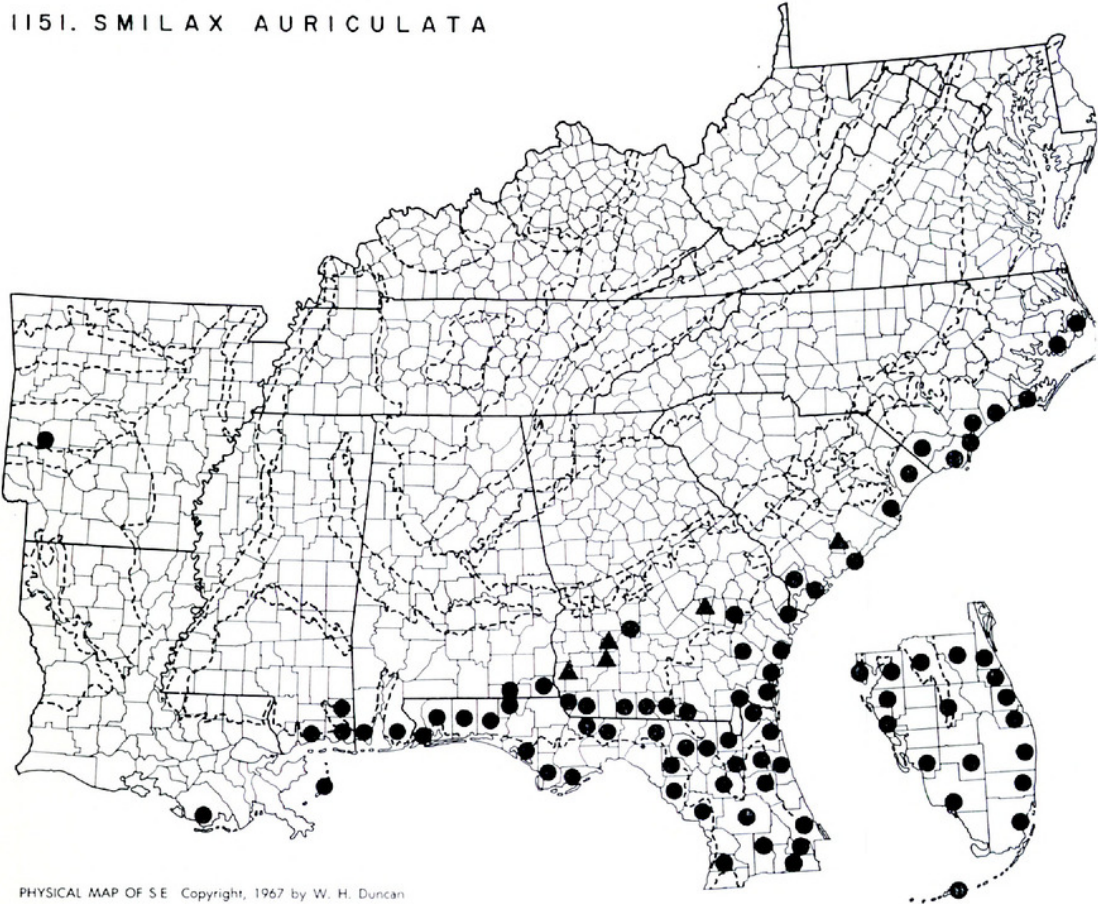 1151. SMILAX AURICULATA
PHYSICAL MAP OF S E Copyright, 1967 by W. H. Duncan